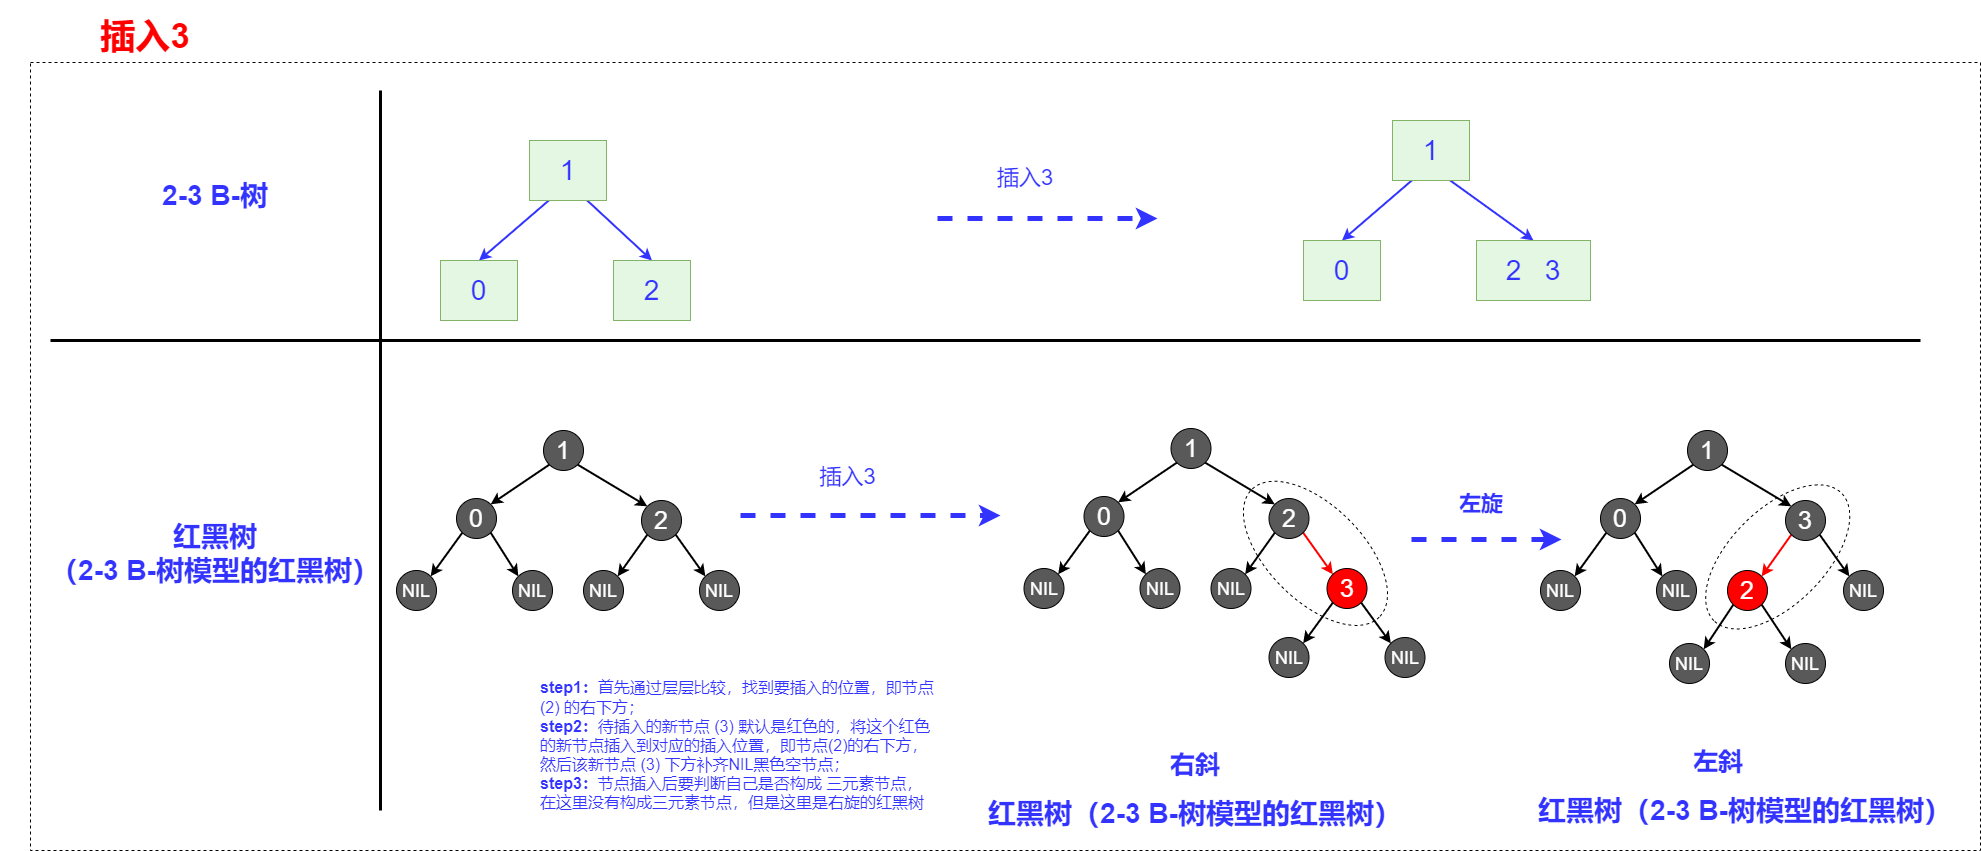 插入3
2-3 B-树
1
0
2
插入3
1
0
2 3
红黑树
（2-3 B-树模型的红黑树）
1
0
2
NIL
NIL
NIL
NIL
插入3
1
0
2
NIL
NIL
NIL
3
NIL
NIL
左旋
1
0
3
NIL
NIL
2
NIL
NIL
NIL
step1：首先通过层层比较，找到要插入的位置，即节点
(2) 的右下方；
step2：待插入的新节点 (3) 默认是红色的，将这个红色
的新节点插入到对应的插入位置，即节点(2)的右下方，
然后该新节点 (3) 下方补齐NIL黑色空节点；
step3：节点插入后要判断自己是否构成 三元素节点，
在这里没有构成三元素节点，但是这里是右旋的红黑树
右斜
红黑树（2-3 B-树模型的红黑树）
左斜
红黑树（2-3 B-树模型的红黑树）